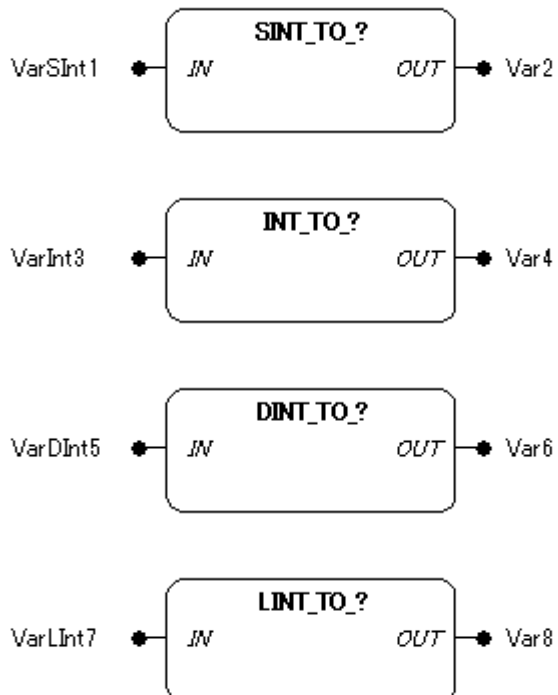 SINT_TO_?
VarSInt1 IN OUT Var2
INT_TO_?
VarInt3 IN OUT Var4
DINT_TO_?
VarDInt5 IN OUT Var6
LINT_TO_?
VarLInt7 IN OUT Var8